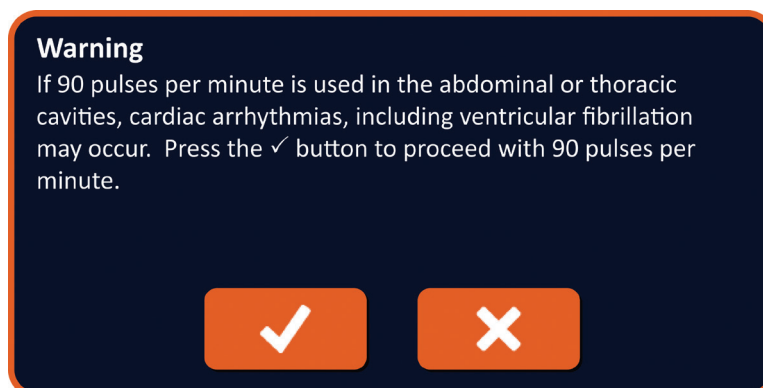 Warning
If 90 pulses per minute is used in the abdominal or thoracic
cavities, cardiac arrhythmias, including ventricular fibrillation
may occur.  Press the ✓ button to proceed with 90 pulses per
minute.